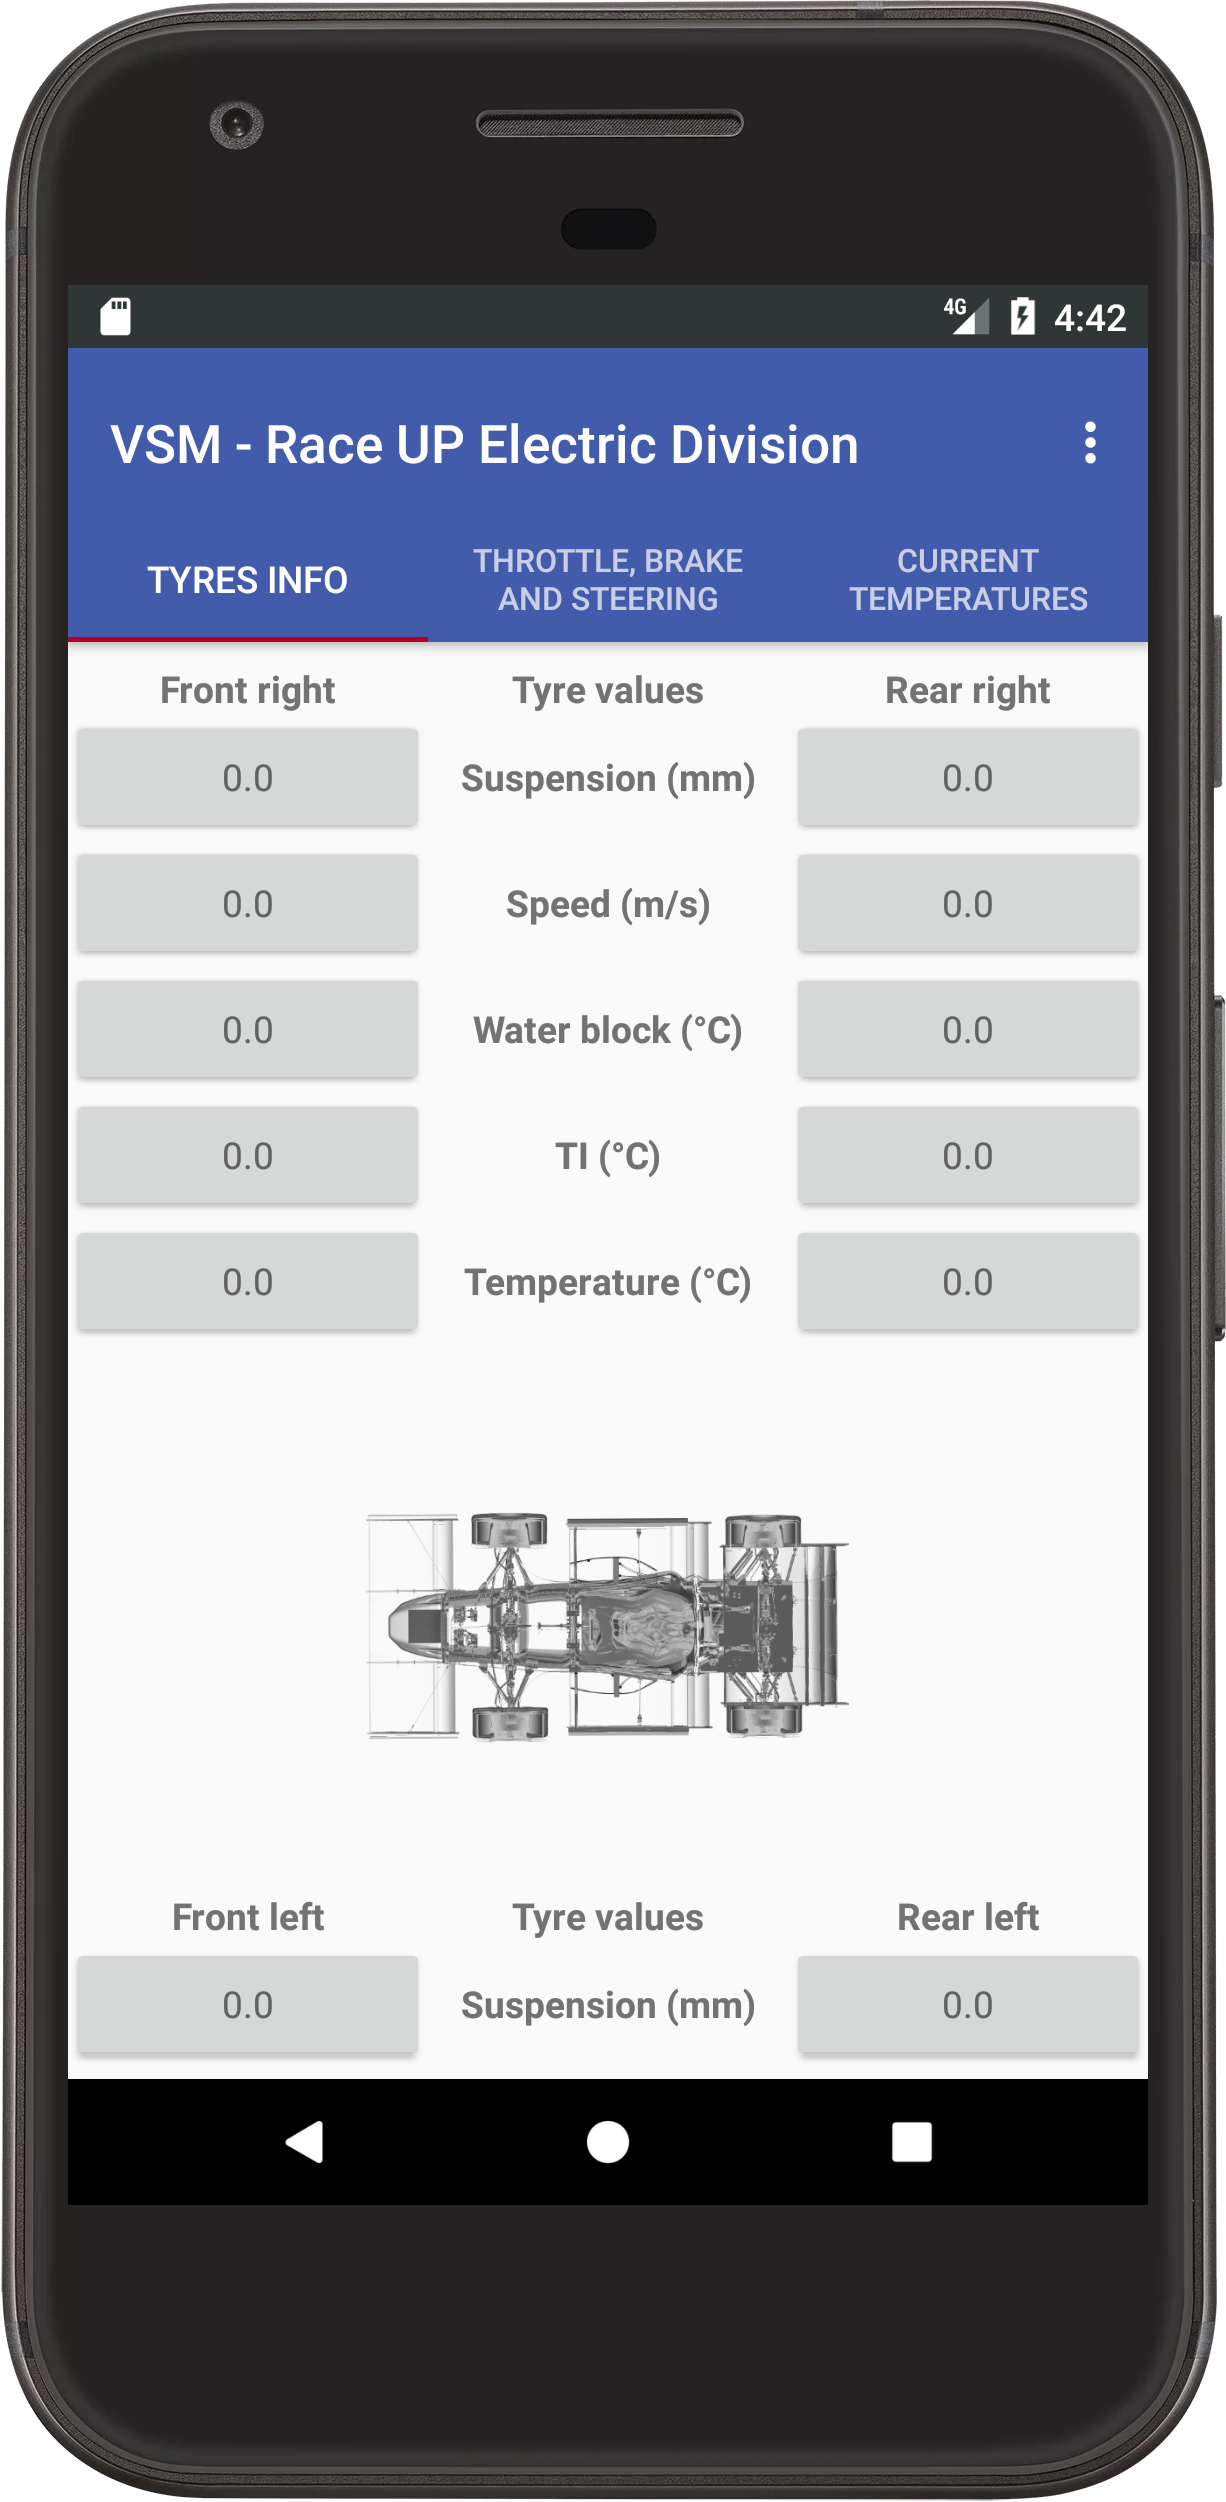 4G 4:42
VSM - Race UP Electric Division
TYRES INFO
THROTTLE, BRAKE
AND STEERING
CURRENT
TEMPERATURES
Front right Tyre values Rear right
0.0 Suspension (mm) 0.0
0.0 Speed (m/s) 0.0
0.0 Water block (°C) 0.0
0.0 TI (°C) 0.0
0.0 Temperature (°C) 0.0
Front left Tyre values Rear left
0.0 Suspension (mm) 0.0